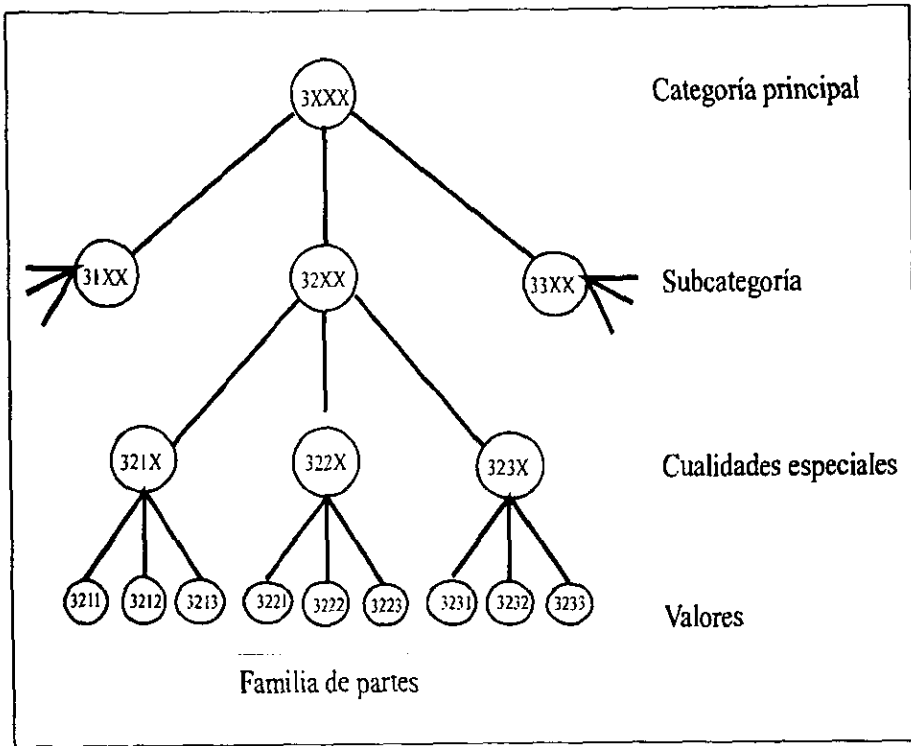 3XXX
Categoría principal
31XX
32XX
33XX
Subcategoría
321X
322X
323X
Cualidades especiales
3211
3212
3213
3221
3222
3223
3231
3232
3233
Valores
Familia de partes